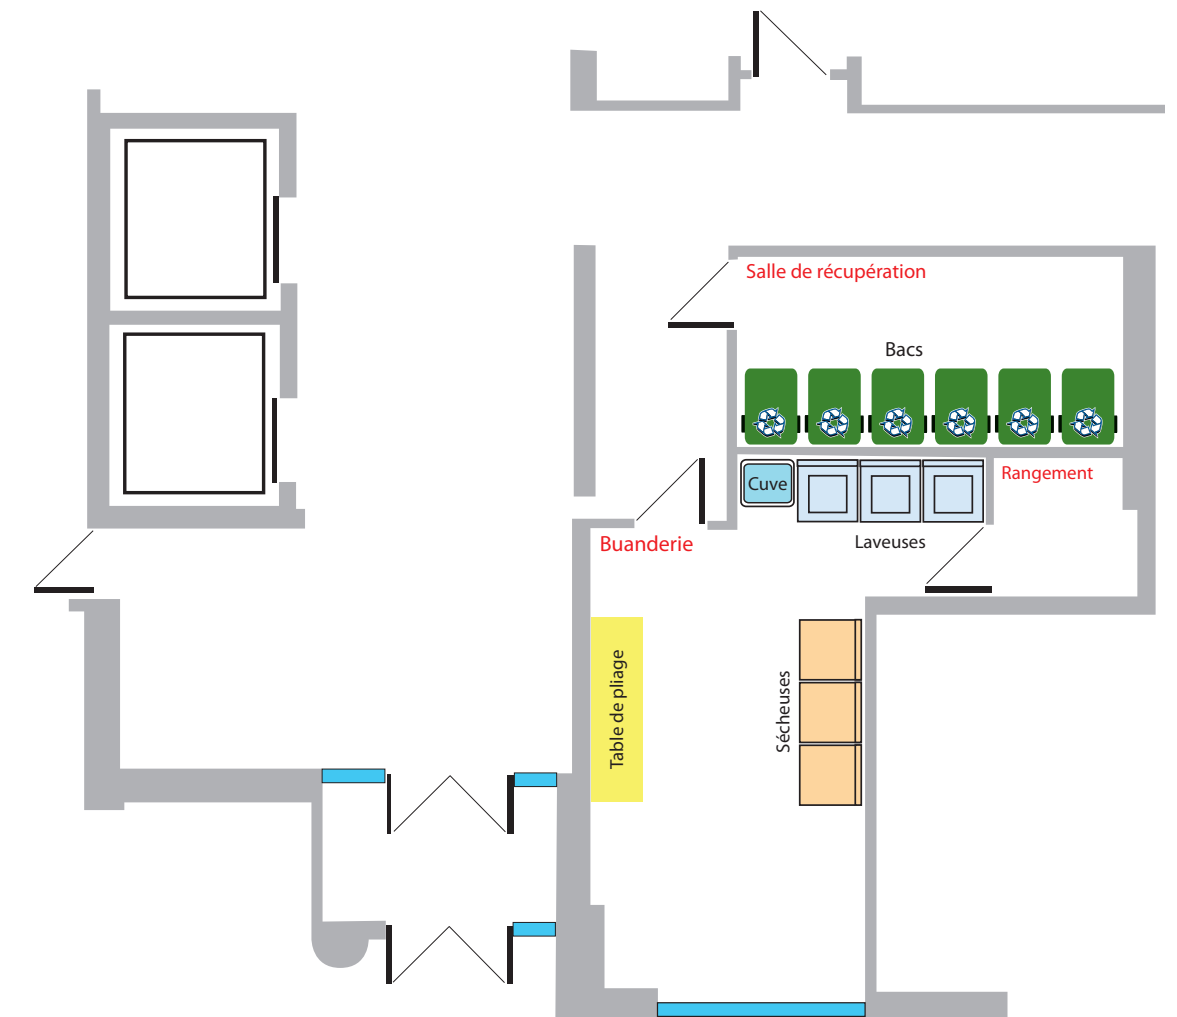 Salle de récupération
Bacs
Cuve
Rangement
Buanderie
Laveuses
Table de pliage
Sécheuses